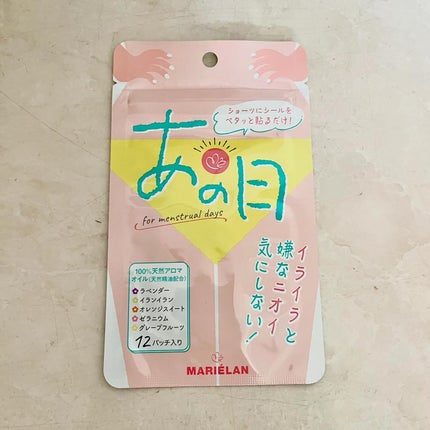 ショーツにシールを
ペタッと貼るだけ!
あの日
for menstrual days
イライラと
嫌なニオイ
気にしない!
100%天然アロマ
オイル(天然精油配合)
ラベンダー
イランイラン
オレンジスイート
ゼラニウム
グレープフルーツ
12パッチ入り
MARIÉLAN